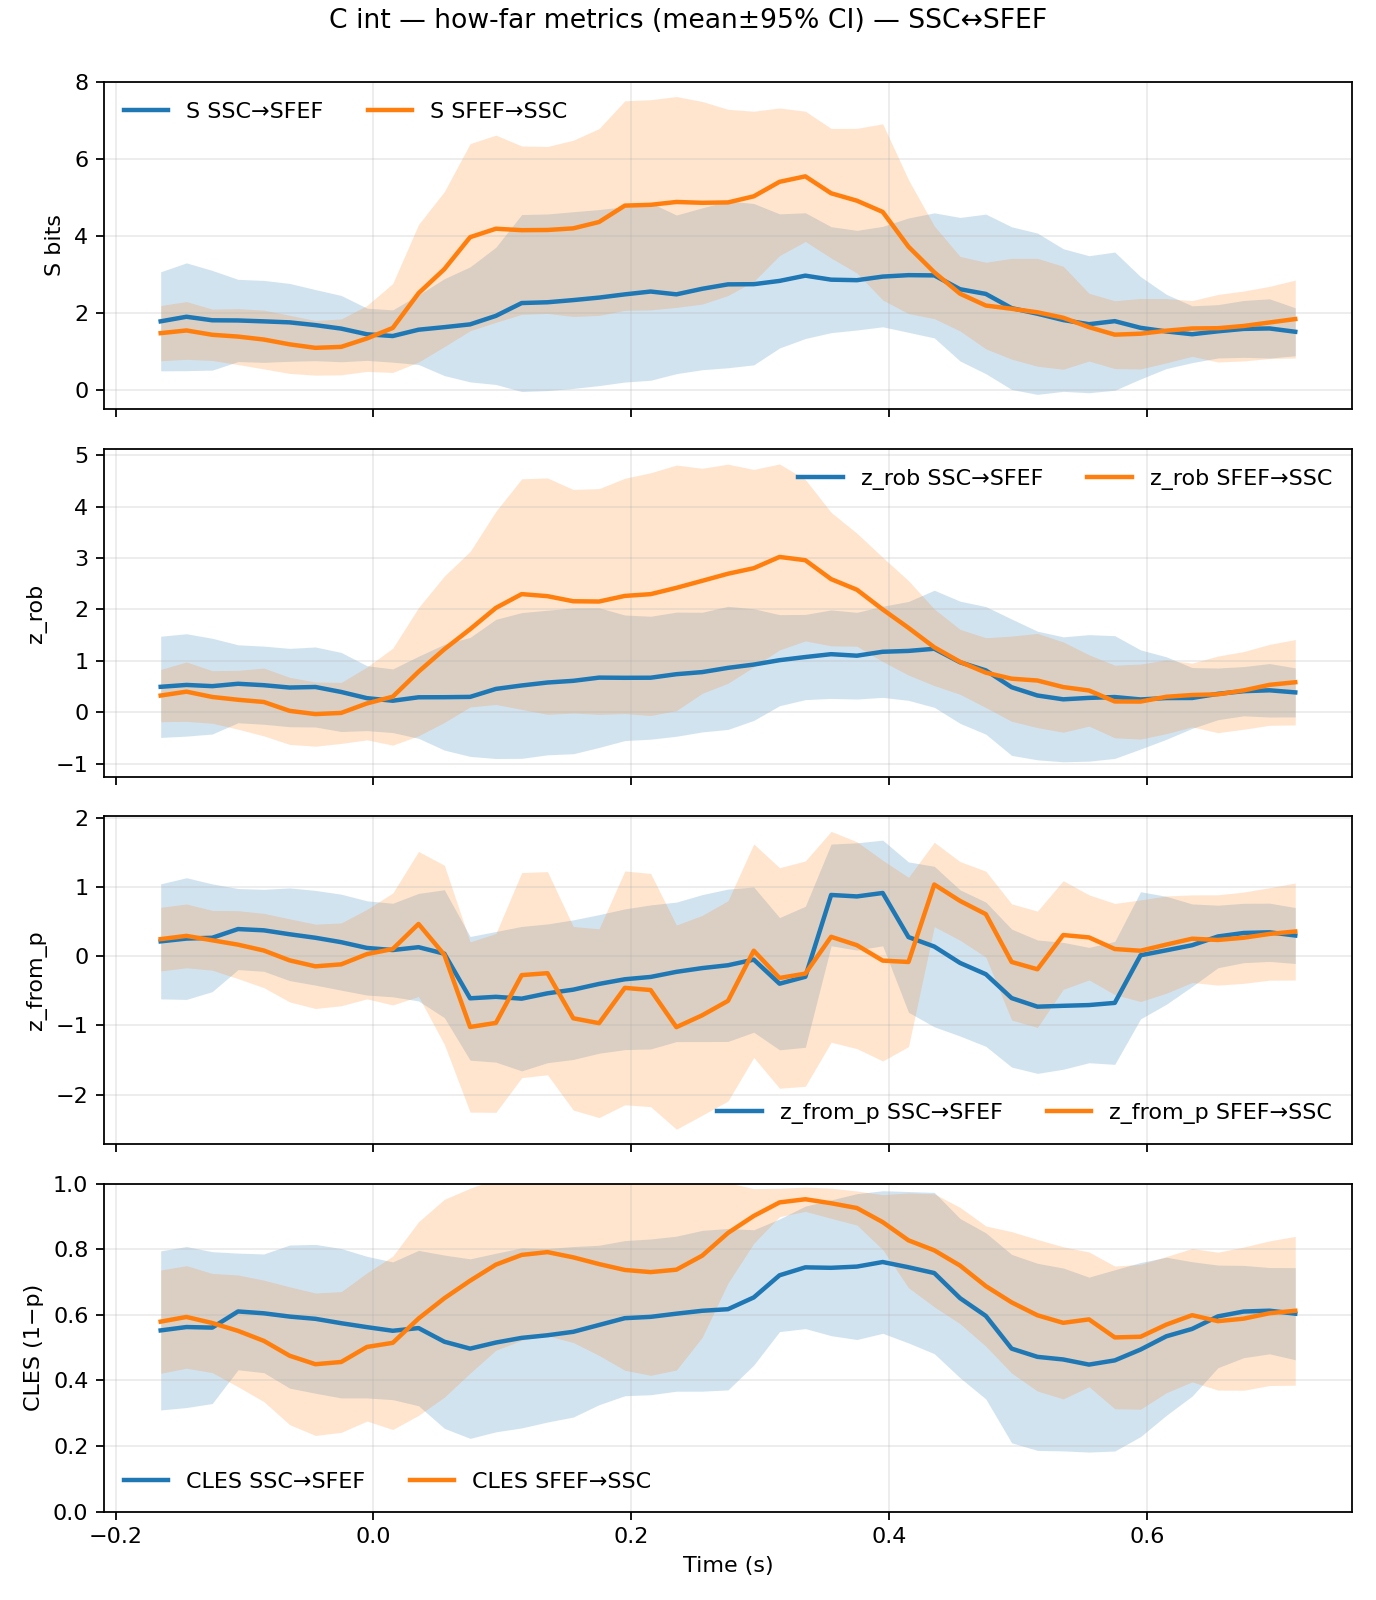 C int — how-far metrics (mean±95% CI) — SSC↔SFEF
8
S SSC→SFEF S SFEF→SSC
6
4
2
0
S bits
5
z_rob SSC→SFEF z_rob SFEF→SSC
4
3
2
1
0
−1
z_rob
2
1
0
−1
−2
z_from_p
z_from_p SSC→SFEF z_from_p SFEF→SSC
1.0
0.8
0.6
0.4
0.2
0.0
CLES (1−p)
CLES SSC→SFEF CLES SFEF→SSC
−0.2 0.0 0.2 0.4 0.6
Time (s)